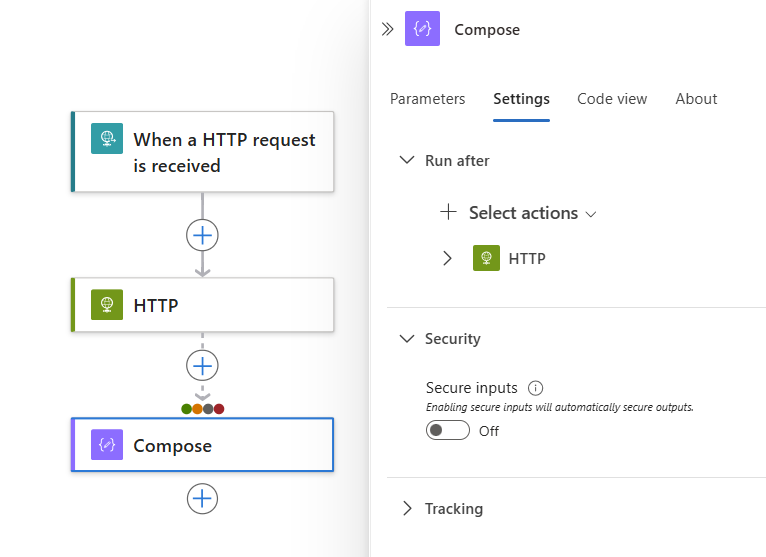 When a HTTP request
is received
HTTP
Compose
Compose
Parameters Settings Code view About
Run after
Select actions
HTTP
Security
Secure inputs
Enabling secure inputs will automatically secure outputs.
Off
Tracking